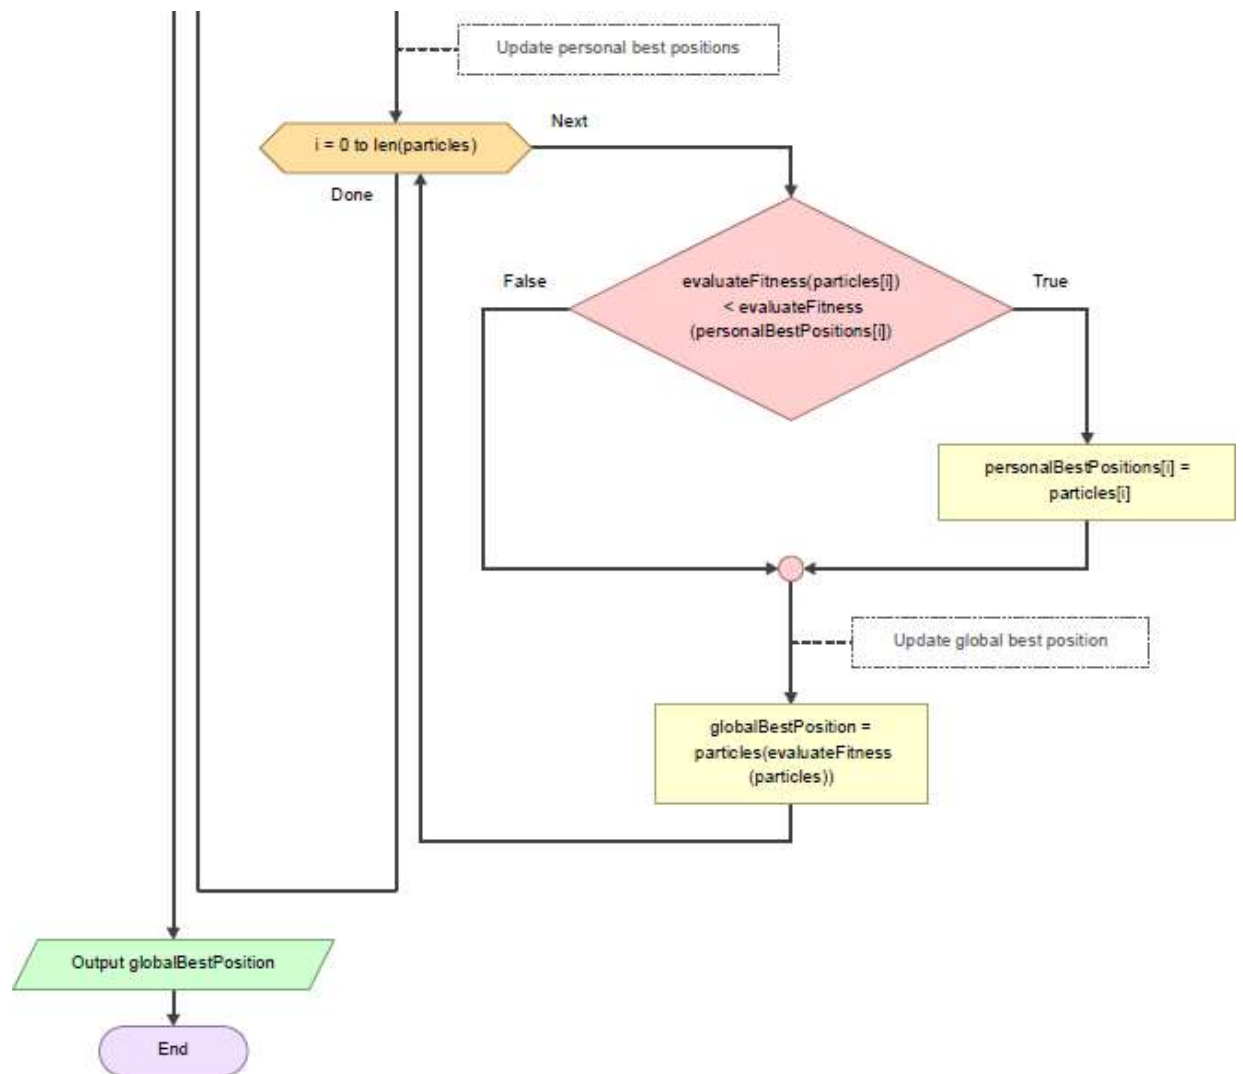 Update personal best positions
Next
i = 0 to len(particles)
Done
False
evaluateFitness(particles[i])
< evaluateFitness
(personalBestPositions[i])
True
personalBestPositions[i] =
particles[i]
Update global best position
globalBestPosition =
particles(evaluateFitness
(particles))
Output globalBestPosition
End